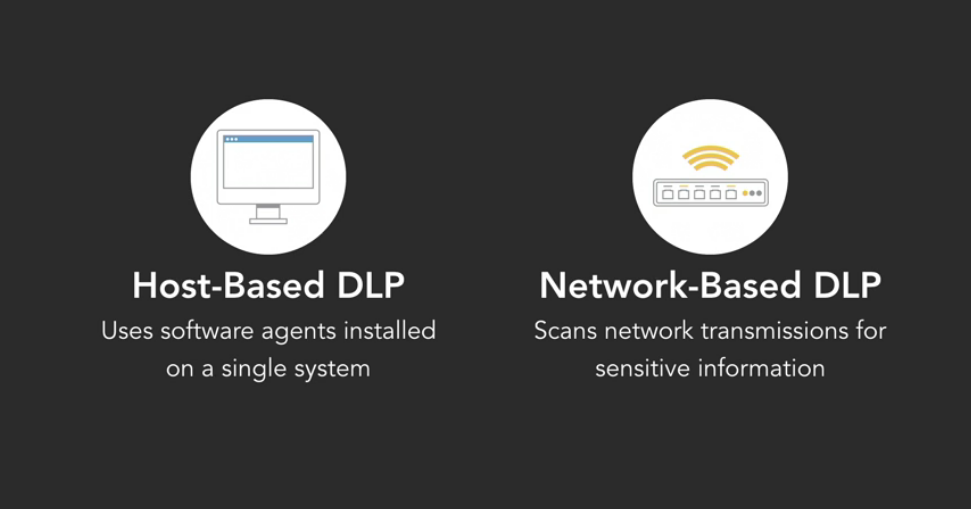 Host-Based DLP
Uses software agents installed
on a single system
Network-Based DLP
Scans network transmissions for
sensitive information